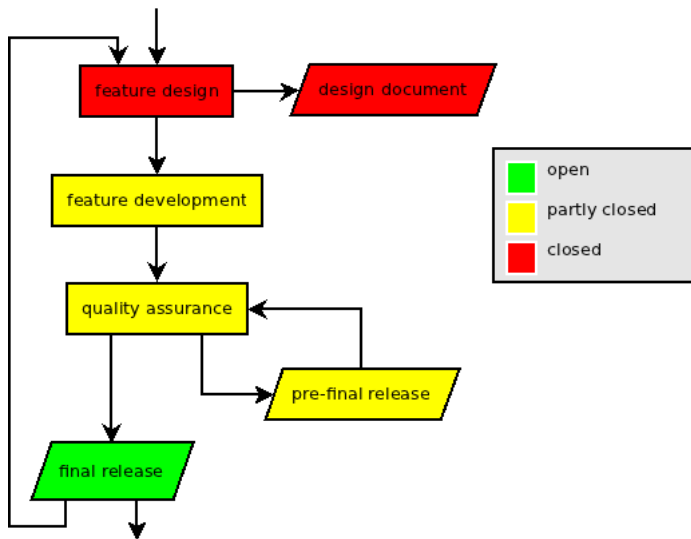 feature design
design document
feature development
quality assurance
pre-final release
final release
open
partly closed
closed